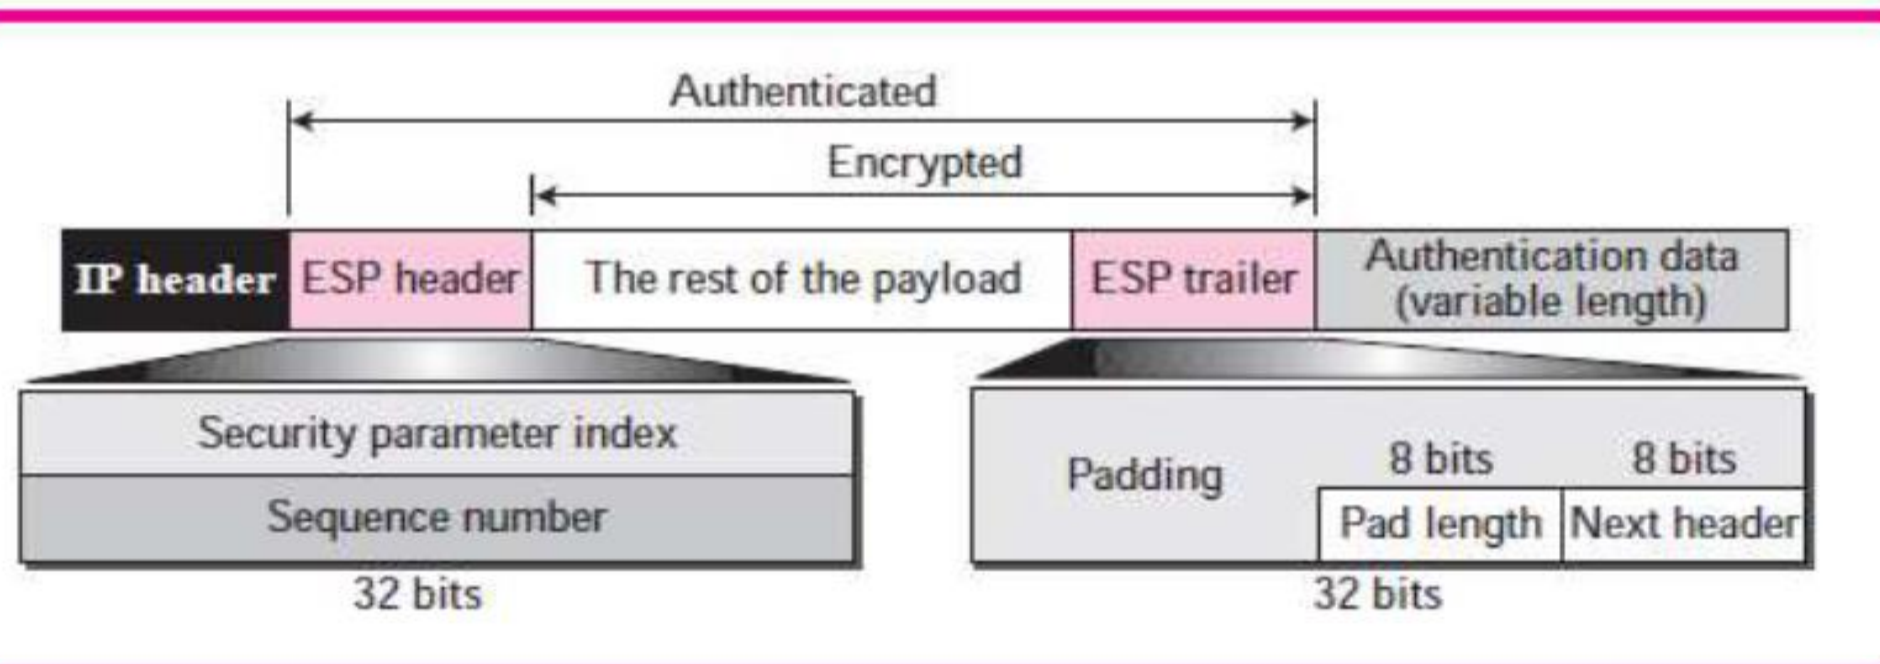 Authenticated
Encrypted
IP header
ESP header
The rest of the payload
ESP trailer
Authentication data
(variable length)
Security parameter index
Sequence number
32 bits
Padding
8 bits
8 bits
Pad length
Next header
32 bits